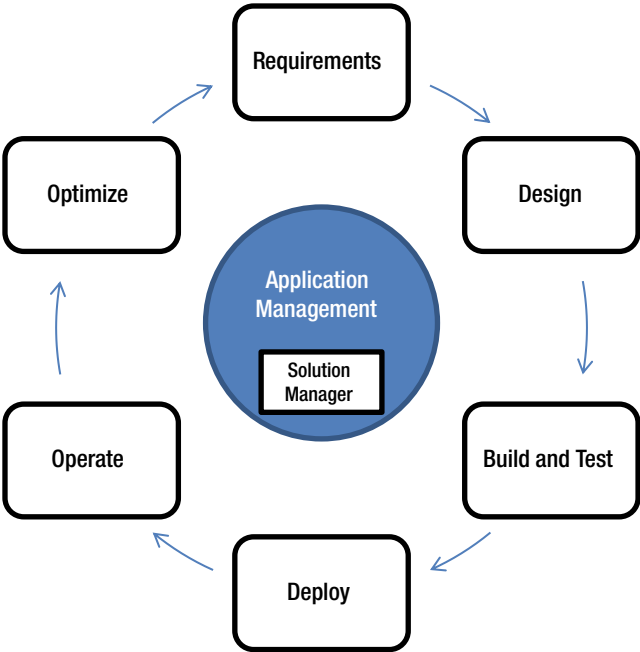 Requirements
Optimize
Design
Application
Management
Solution
Manager
Operate
Build and Test
Deploy